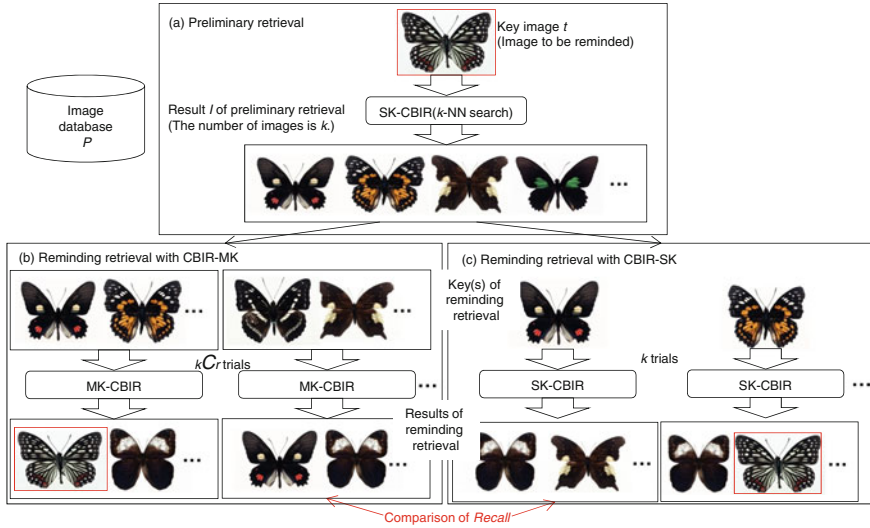 (a) Preliminary retrieval
Key image t
(Image to be reminded)
Image
database
P
Result I of preliminary retrieval
(The number of images is k.)
SK-CBIR(k-NN search)
...
(b) Reminding retrieval with CBIR-MK
... ...
kCr trials
MK-CBIR MK-CBIR ...
... ...
(c) Reminding retrieval with CBIR-SK
Key(s) of
reminding
retrieval
k trials
SK-CBIR SK-CBIR ...
Results of
reminding
retrieval
... ...
Comparison of Recall